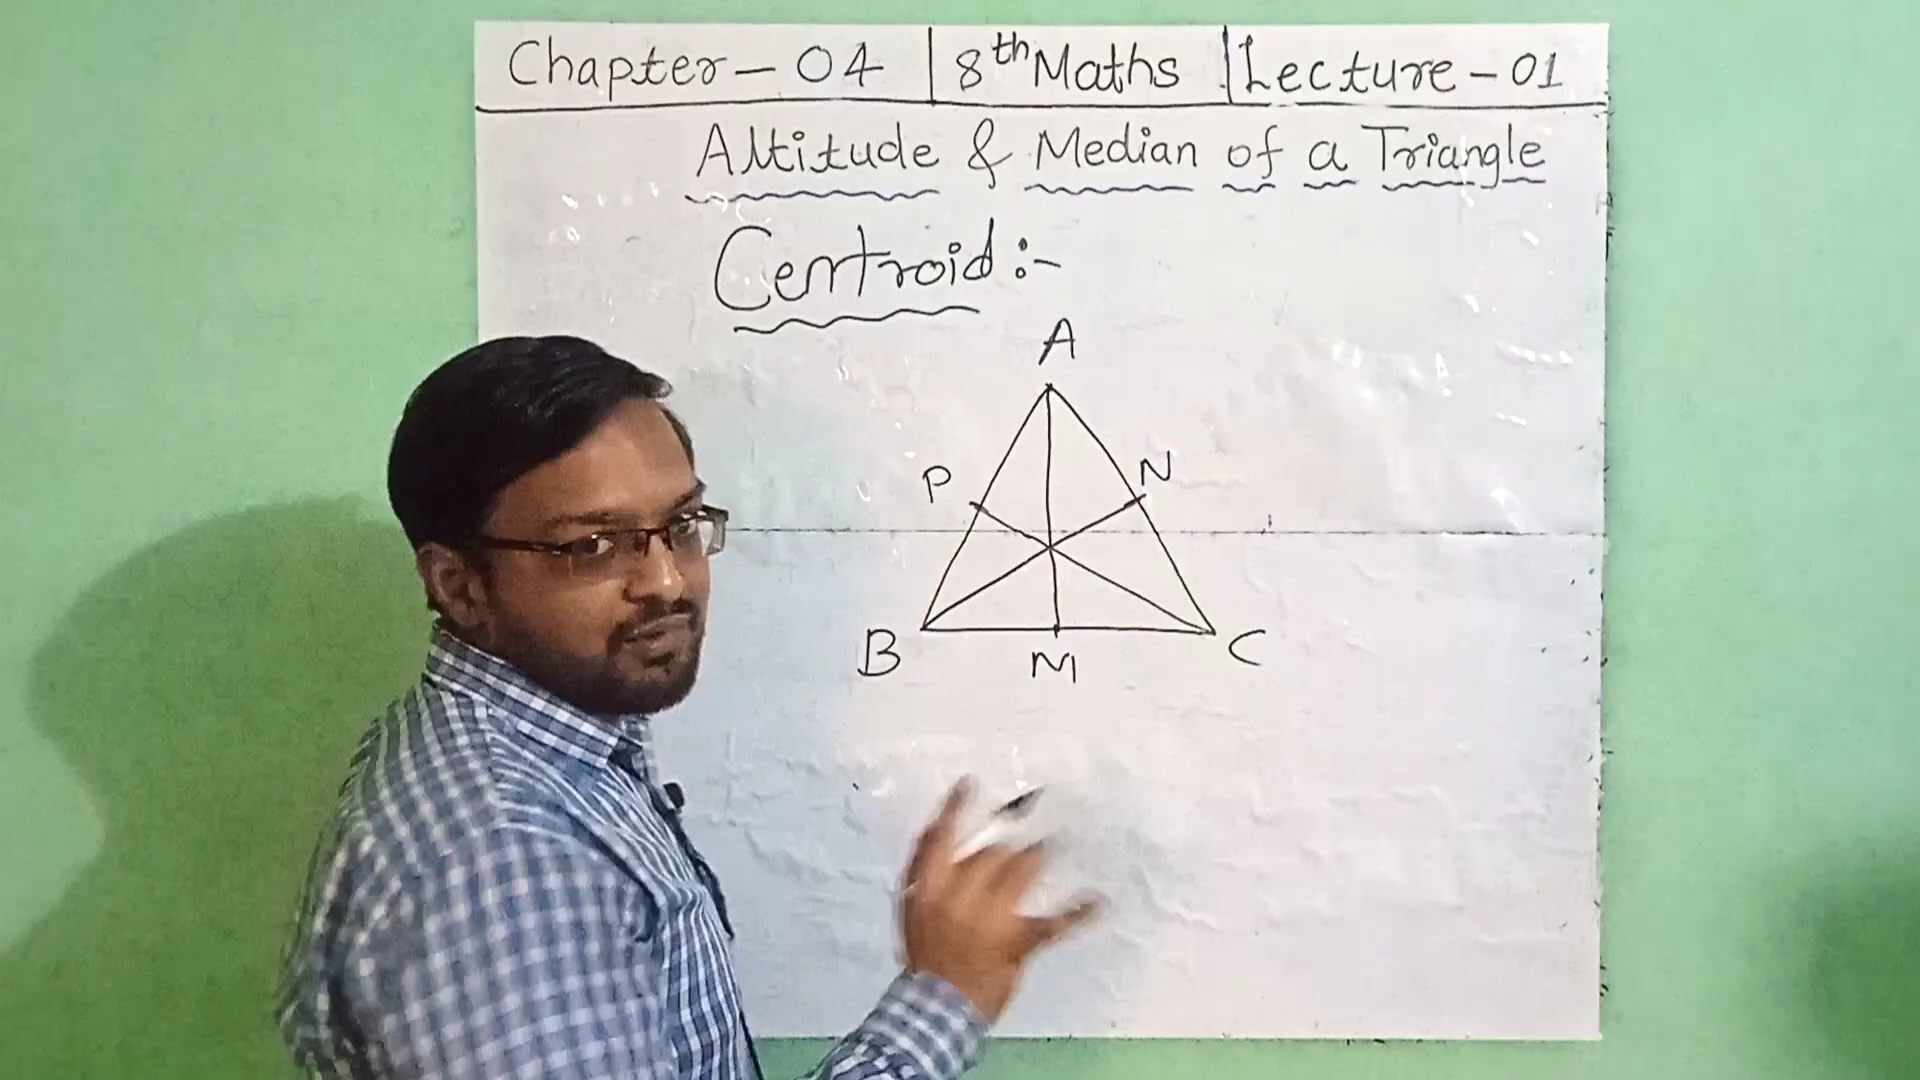 Chapter - 04 | 8th Maths | Lecture - 01
Altitude & Median of a Triangle
Centroid :-
A
P N
B M C